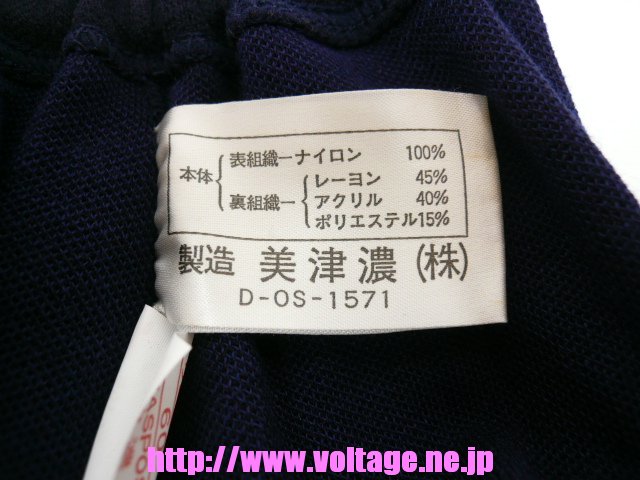 本体
表組織ーナイロン 100%
裏組織ー
レーヨン 45%
アクリル 40%
ポリエステル15%
製造 美津濃(株)
D-OS-1571
http://www.voltage.ne.jp